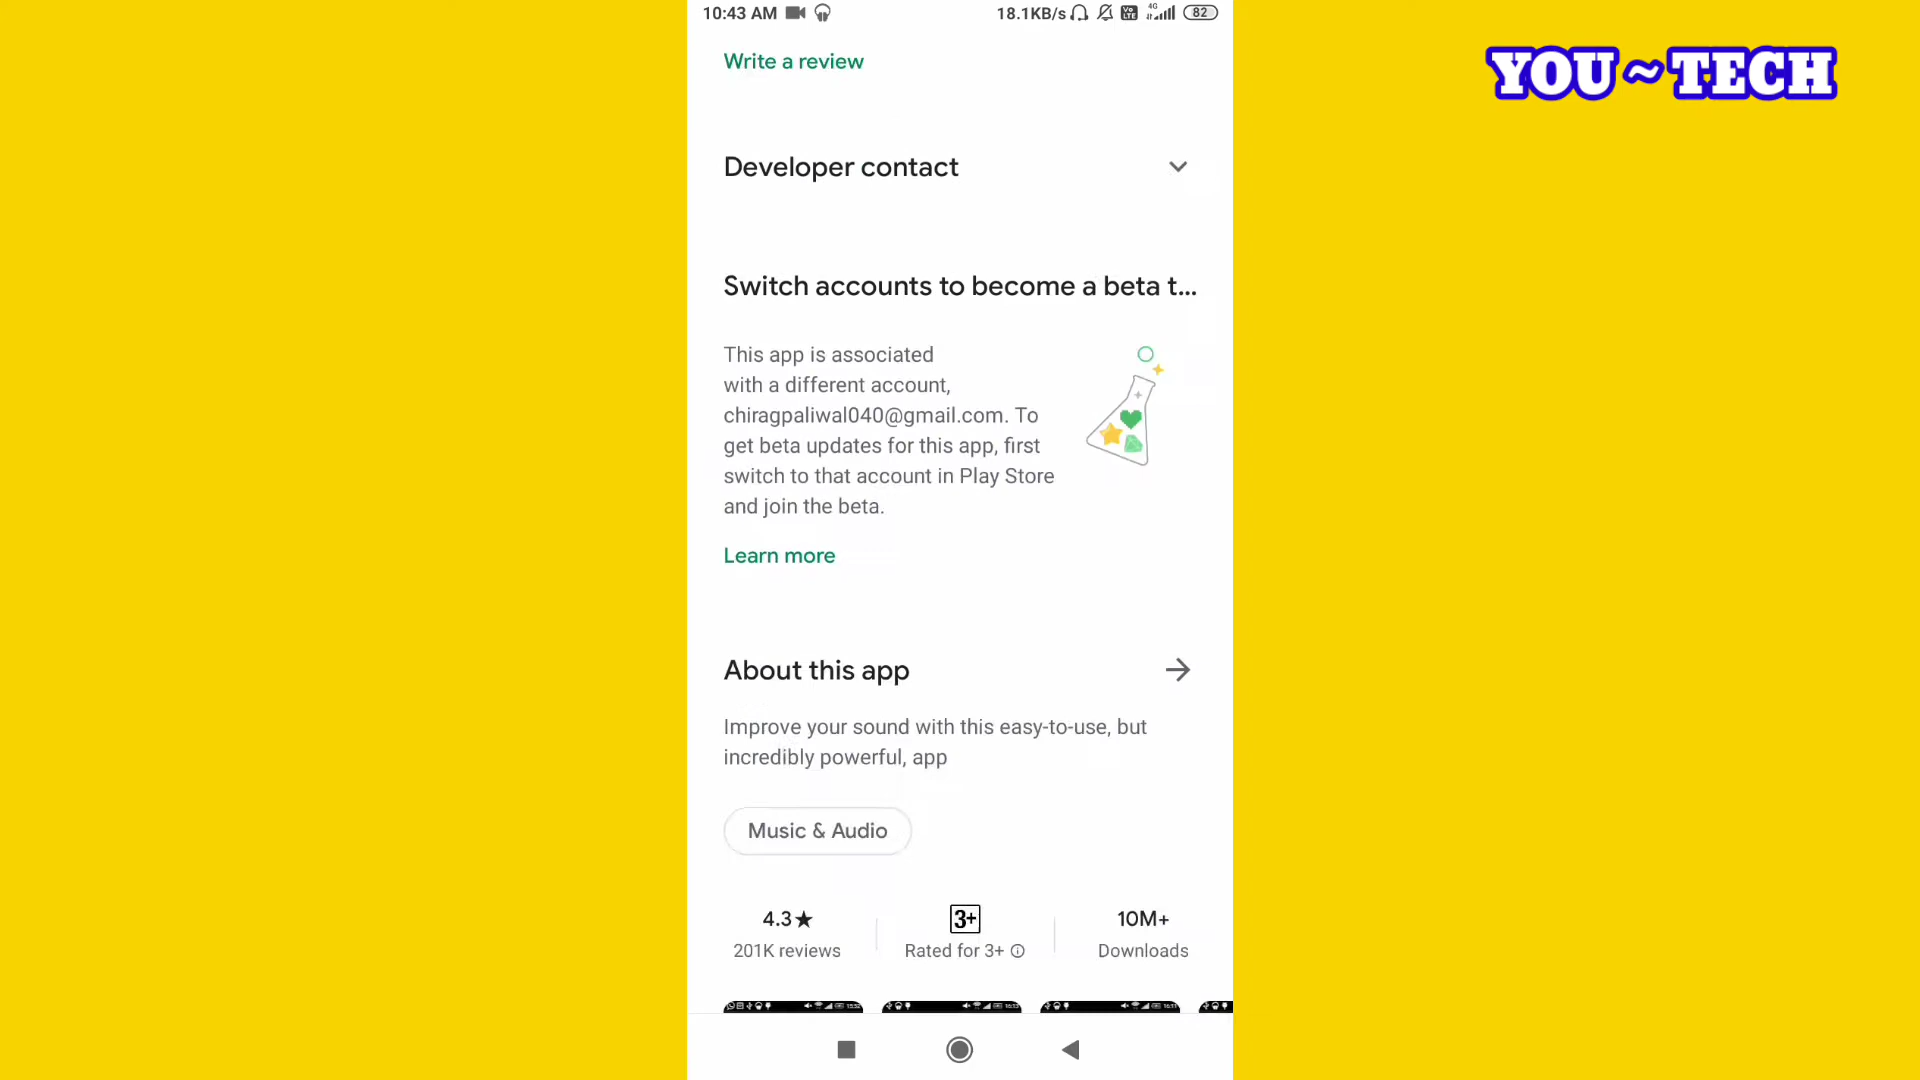 10:43 AM 18.1KB/s Vo LTE 4G 82
YOU~TECH
Write a review
Developer contact
Switch accounts to become a beta t...
This app is associated
with a different account,
chiragpaliwal040@gmail.com. To
get beta updates for this app, first
switch to that account in Play Store
and join the beta.
Learn more
About this app
Improve your sound with this easy-to-use, but
incredibly powerful, app
Music & Audio
4.3★ 3+ 10M+
201K reviews Rated for 3+ Downloads